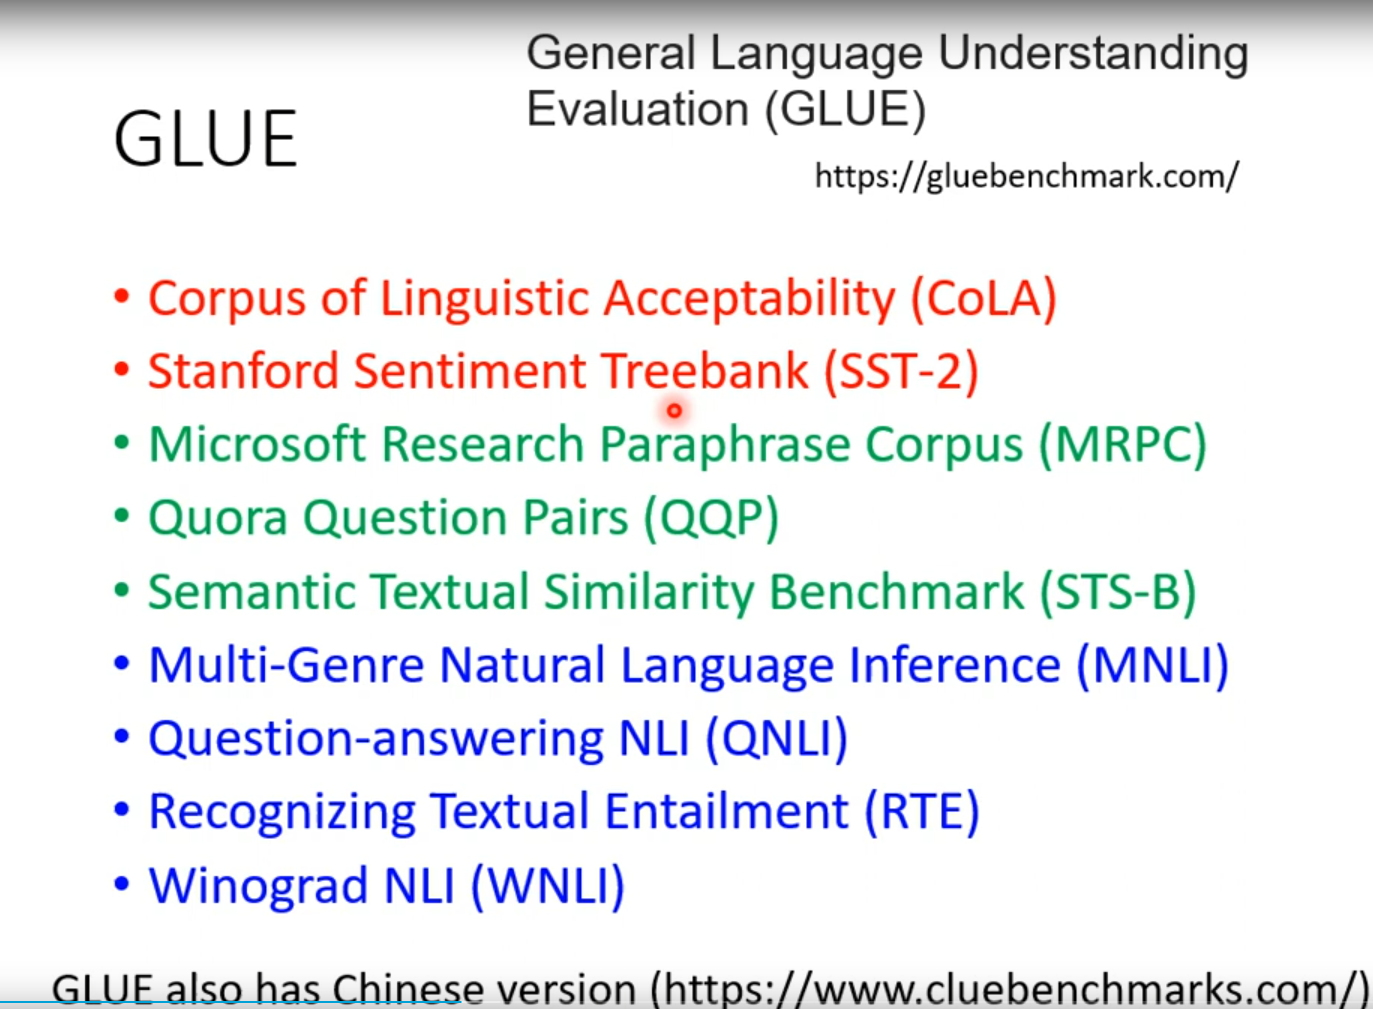 General Language Understanding
Evaluation (GLUE)
GLUE
https://gluebenchmark.com/
• Corpus of Linguistic Acceptability (CoLA)
• Stanford Sentiment Treebank (SST-2)
• Microsoft Research Paraphrase Corpus (MRPC)
• Quora Question Pairs (QQP)
• Semantic Textual Similarity Benchmark (STS-B)
• Multi-Genre Natural Language Inference (MNLI)
• Question-answering NLI (QNLI)
• Recognizing Textual Entailment (RTE)
• Winograd NLI (WNLI)
GLUE also has Chinese version (https://www.cluebenchmarks.com/)